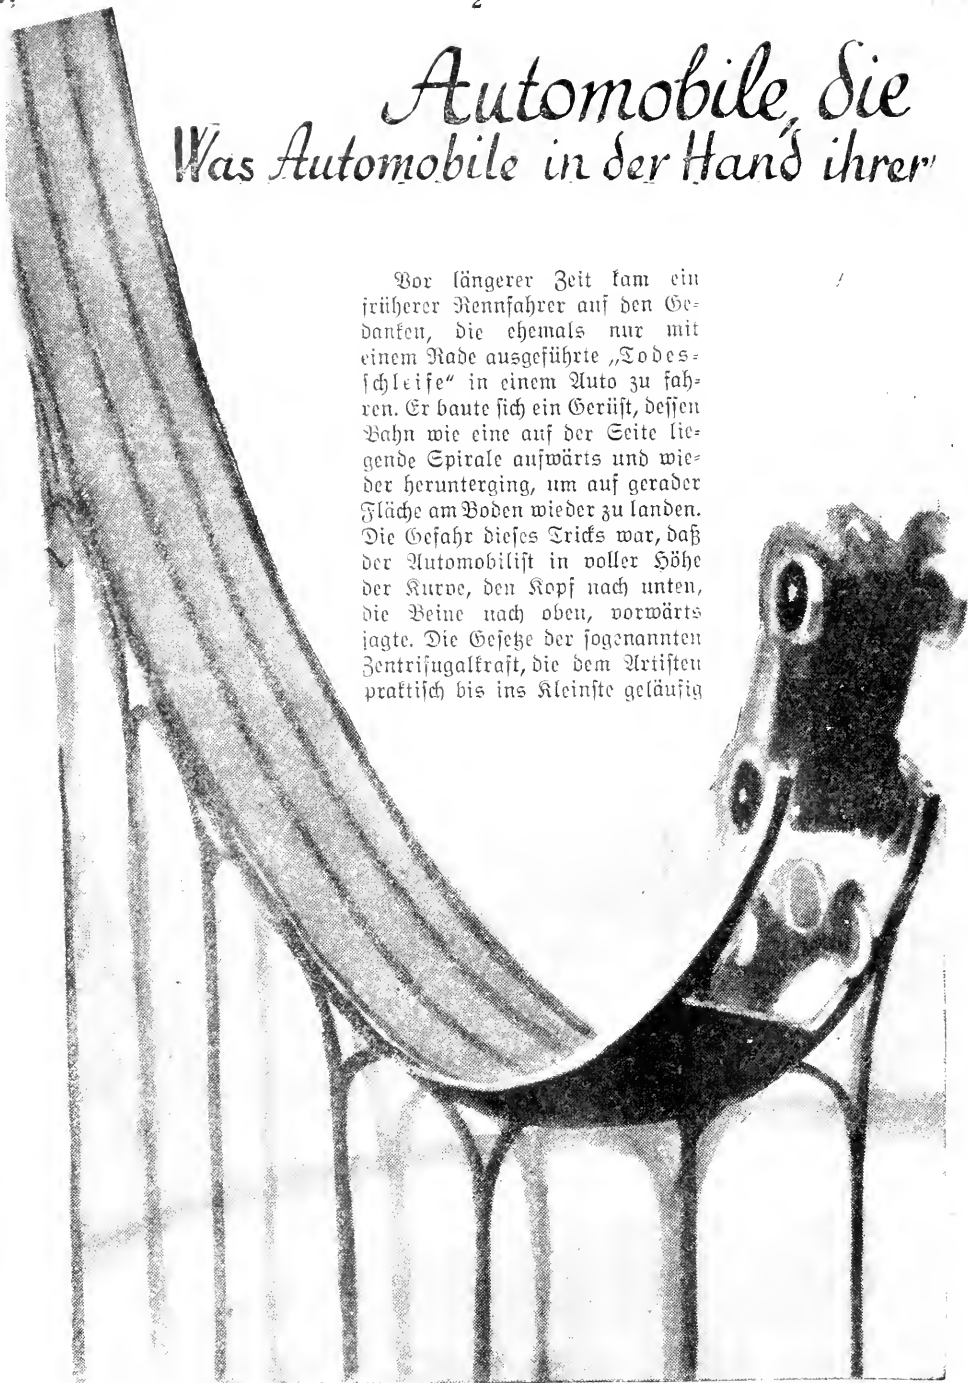 2
Automobile, die
Was Automobile in der Hand ihrer
Vor längerer Zeit kam ein
früherer Rennfahrer auf den Ge-
danken, die ehemals nur mit
einem Rade ausgeführte „Todes-
schleife“ in einem Auto zu fah-
ren. Er baute sich ein Gerüst, dessen
Bahn wie eine auf der Seite lie-
gende Spirale aufwärts und wie-
der herunterging, um auf gerader
Fläche am Boden wieder zu landen.
Die Gefahr dieses Tricks war, daß
der Automobilist in voller Höhe
der Kurve, den Kopf nach unten,
die Beine nach oben, vorwärts
jagte. Die Gesetze der sogenannten
Zentrifugalkraft, die dem Artisten
praktisch bis ins Kleinste geläufig